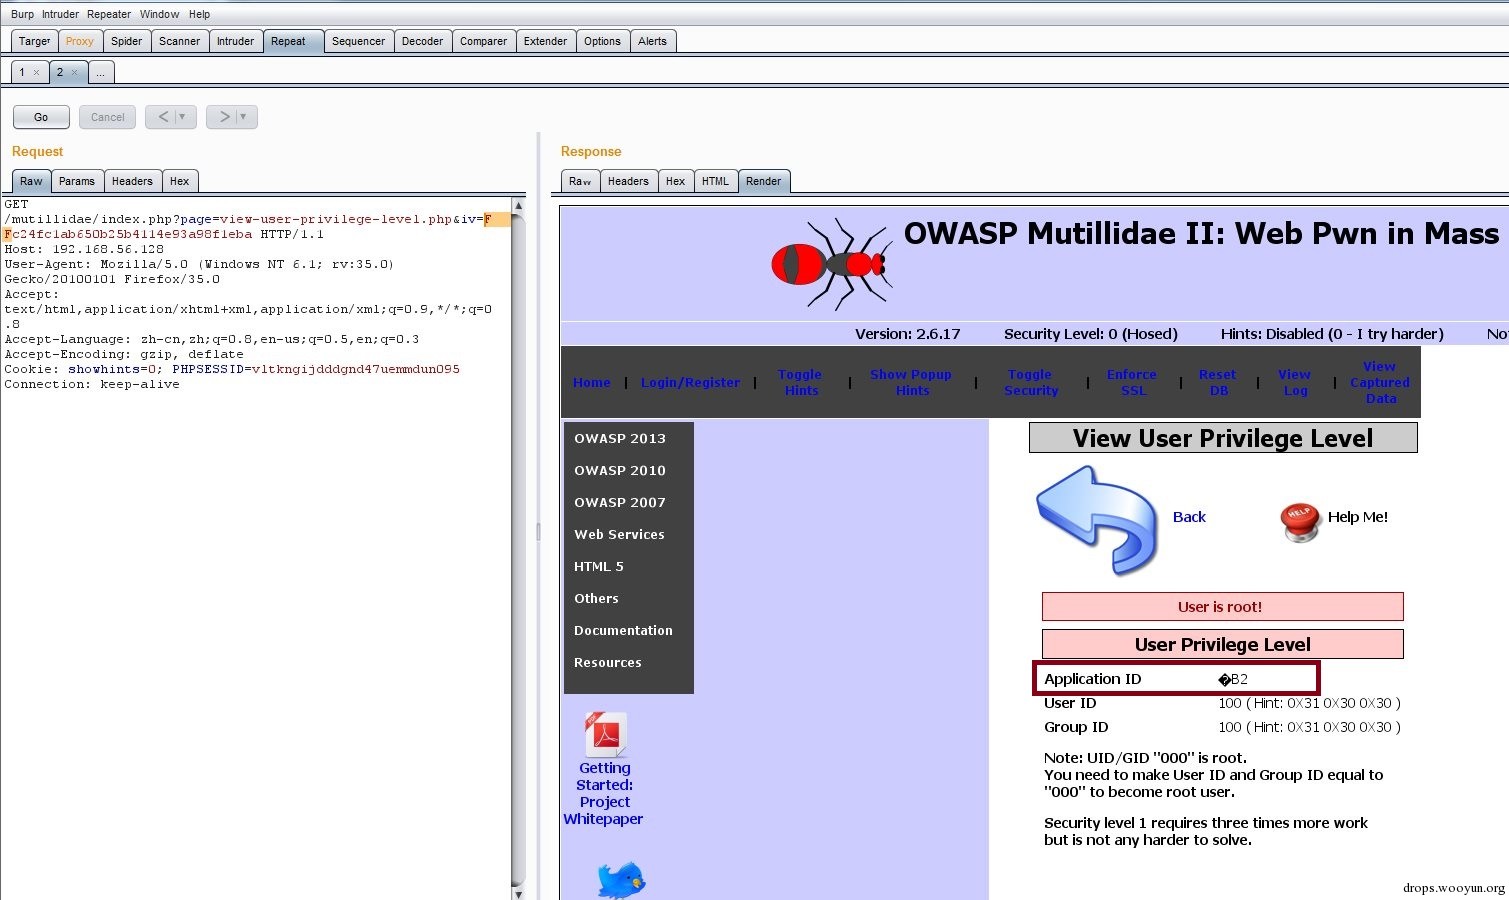 Burp Intruder Repeater Window Help
Target Proxy Spider Scanner Intruder Repeat Sequencer Decoder Comparer Extender Options Alerts
1 × 2 × ...
Go Cancel < >
Request
Raw Params Headers Hex
GET
/mutillidae/index.php?page=view-user-privilege-level.php&iv=F
Fc24fc1ab650b25b4114e93a98f1eba HTTP/1.1
Host: 192.168.56.128
User-Agent: Mozilla/5.0 (Windows NT 6.1; rv:35.0)
Gecko/20100101 Firefox/35.0
Accept:
text/html,application/xhtml+xml,application/xml;q=0.9,*/*;q=0
.8
Accept-Language: zh-cn,zh;q=0.8,en-us;q=0.5,en;q=0.3
Accept-Encoding: gzip, deflate
Cookie: showhints=0; PHPSESSID=vltkngijdddgnd47uemmdun095
Connection: keep-alive
Response
Raw Headers Hex HTML Render
OWASP Mutillidae II: Web Pwn in Mass
Version: 2.6.17 Security Level: 0 (Hosed) Hints: Disabled (0 - I try harder) No
Home | Login/Register | Toggle Hints | Show Popup Hints | Toggle Security | Enforce SSL | Reset DB | View Log | View Captured Data
OWASP 2013
OWASP 2010
OWASP 2007
Web Services
HTML 5
Others
Documentation
Resources
PDF
Getting
Started:
Project
Whitepaper
View User Privilege Level
Back
HELP
Help Me!
User is root!
User Privilege Level
Application ID �B2
User ID 100 ( Hint: 0X31 0X30 0X30 )
Group ID 100 ( Hint: 0X31 0X30 0X30 )
Note: UID/GID "000" is root.
You need to make User ID and Group ID equal to
"000" to become root user.
Security level 1 requires three times more work
but is not any harder to solve.
drops.wooyun.org